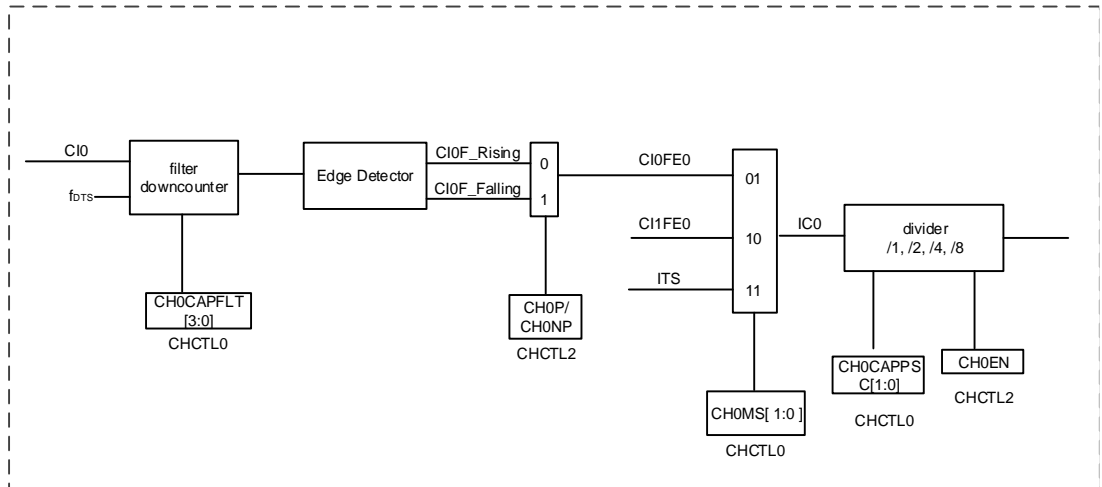 CI0
fDTS
filter
downcounter
CH0CAPFLT
[3:0]
CHCTL0
Edge Detector
CI0F_Rising
CI0F_Falling
0
1
CH0P/
CH0NP
CHCTL2
CI0FE0
CI1FE0
ITS
01
10
11
CH0MS[ 1:0 ]
CHCTL0
IC0
divider
/1, /2, /4, /8
CH0CAPPS
C[1:0]
CHCTL0
CH0EN
CHCTL2